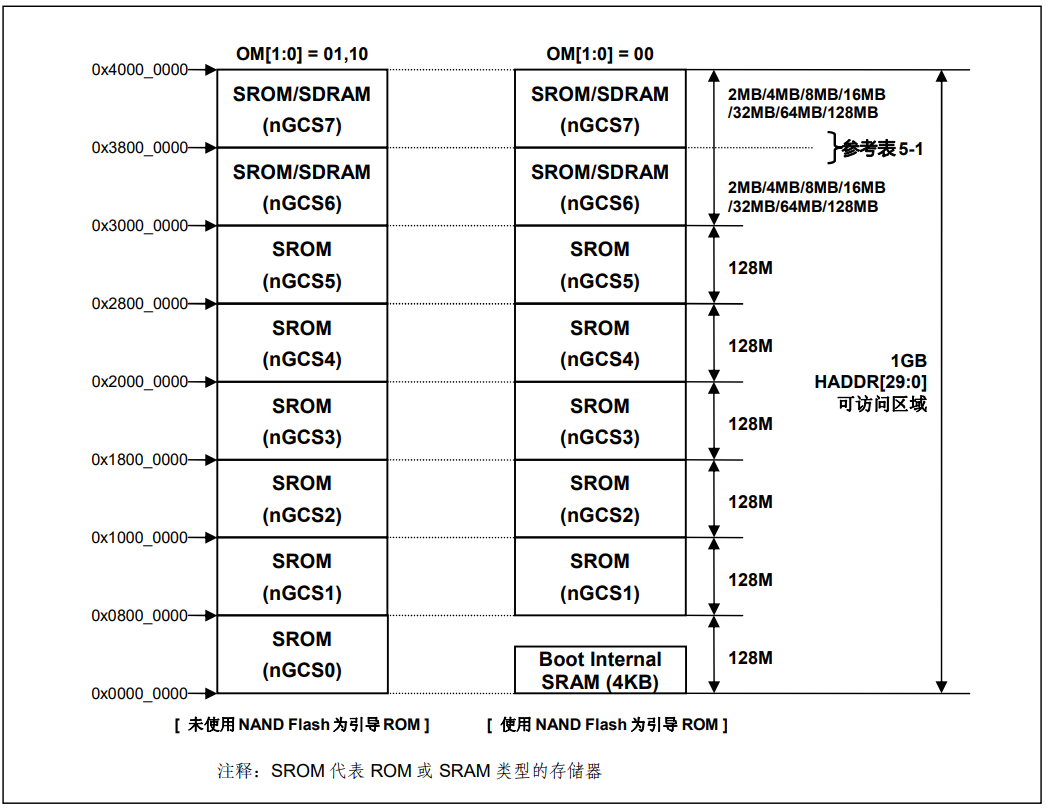 OM[1:0] = 01,10
OM[1:0] = 00
0x4000_0000
SROM/SDRAM
(nGCS7)
SROM/SDRAM
(nGCS7)
2MB/4MB/8MB/16MB
/32MB/64MB/128MB
0x3800_0000
参考表5-1
SROM/SDRAM
(nGCS6)
SROM/SDRAM
(nGCS6)
2MB/4MB/8MB/16MB
/32MB/64MB/128MB
0x3000_0000
SROM
(nGCS5)
SROM
(nGCS5)
128M
0x2800_0000
SROM
(nGCS4)
SROM
(nGCS4)
128M
1GB
HADDR[29:0]
可访问区域
0x2000_0000
SROM
(nGCS3)
SROM
(nGCS3)
128M
0x1800_0000
SROM
(nGCS2)
SROM
(nGCS2)
128M
0x1000_0000
SROM
(nGCS1)
SROM
(nGCS1)
128M
0x0800_0000
SROM
(nGCS0)
Boot Internal
SRAM (4KB)
128M
0x0000_0000
[ 未使用 NAND Flash 为引导 ROM ]
[ 使用 NAND Flash 为引导 ROM ]
注释：SROM 代表 ROM 或 SRAM 类型的存储器